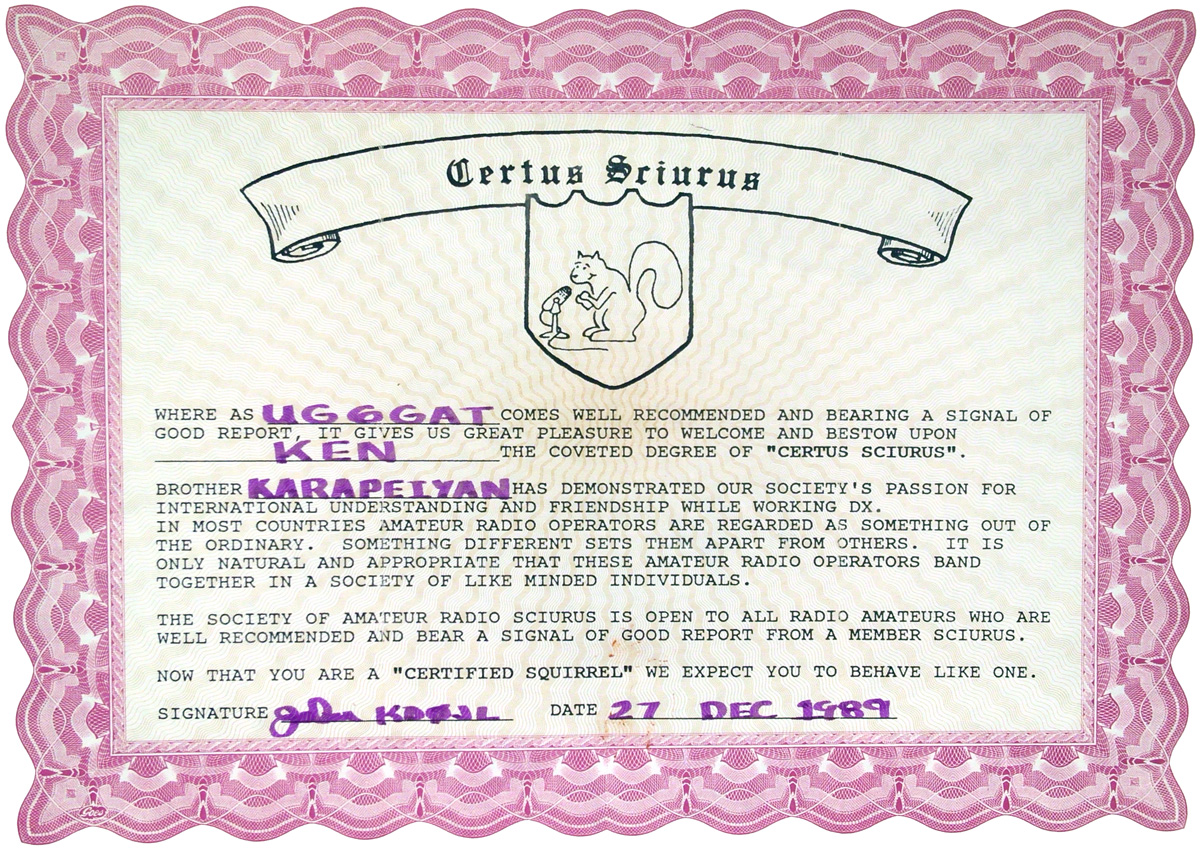 Certus Sciurus
WHERE AS UG6GAT COMES WELL RECOMMENDED AND BEARING A SIGNAL OF
GOOD REPORT, IT GIVES US GREAT PLEASURE TO WELCOME AND BESTOW UPON
KEN THE COVETED DEGREE OF "CERTUS SCIURUS".
BROTHER KARAPETYAN HAS DEMONSTRATED OUR SOCIETY'S PASSION FOR
INTERNATIONAL UNDERSTANDING AND FRIENDSHIP WHILE WORKING DX.
IN MOST COUNTRIES AMATEUR RADIO OPERATORS ARE REGARDED AS SOMETHING OUT OF
THE ORDINARY. SOMETHING DIFFERENT SETS THEM APART FROM OTHERS. IT IS
ONLY NATURAL AND APPROPRIATE THAT THESE AMATEUR RADIO OPERATORS BAND
TOGETHER IN A SOCIETY OF LIKE MINDED INDIVIDUALS.
THE SOCIETY OF AMATEUR RADIO SCIURUS IS OPEN TO ALL RADIO AMATEURS WHO ARE
WELL RECOMMENDED AND BEAR A SIGNAL OF GOOD REPORT FROM A MEMBER SCIURUS.
NOW THAT YOU ARE A "CERTIFIED SQUIRREL" WE EXPECT YOU TO BEHAVE LIKE ONE.
SIGNATURE John DATE 27 DEC 1989
Goes